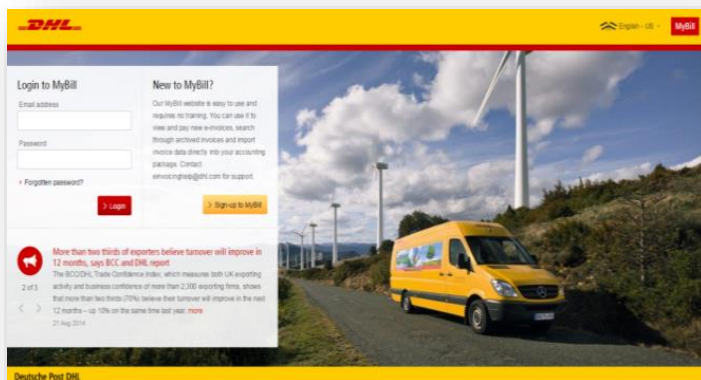 DHL
English - US
MyBill
Login to MyBill
Email address
Password
Forgotten password?
> Login
New to MyBill?
Our MyBill website is easy to use and
requires no training. You can use it to
view and pay new e-invoices, search
through archived invoices and import
invoice data directly into your accounting
package. Contact
einvoicinghelp@dhl.com for support.
> Sign-up to MyBill
More than two thirds of exporters believe turnover will improve in
12 months, says BCC and DHL report
2 of 3
The BCC/DHL Trade Confidence Index, which measures both UK exporting
activity and business confidence of more than 2,300 exporting firms, shows
that more than two thirds (70%) believe their turnover will improve in the next
12 months – up 10% on the same time last year. more
21 Aug 2014
Deutsche Post DHL